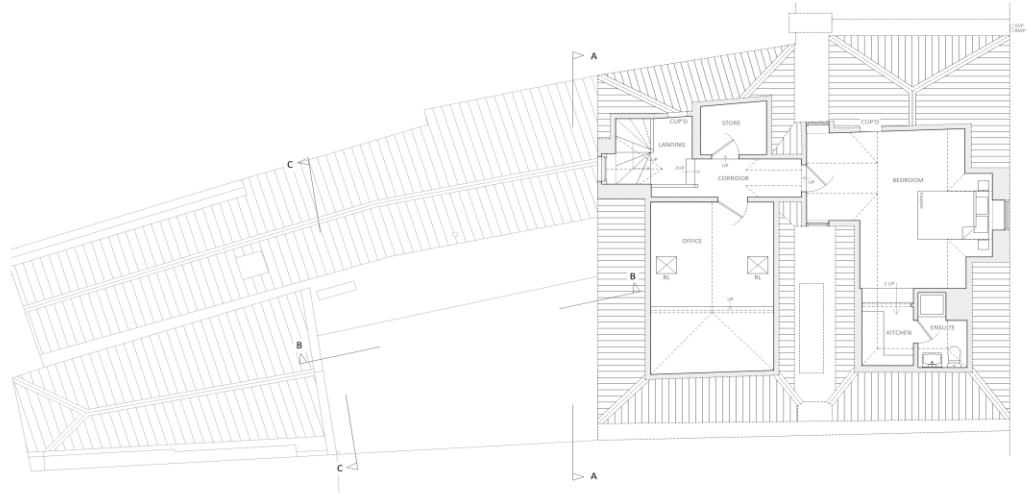 SVP
RWP
A
CUP'D
STORE
CUP'D
LANDING
C
UP
2UP
UP
CORRIDOR
UP
BEDROOM
OFFICE
B
RL
RL
2 UP
UP
KITCHEN
ENSUITE
B
C
A